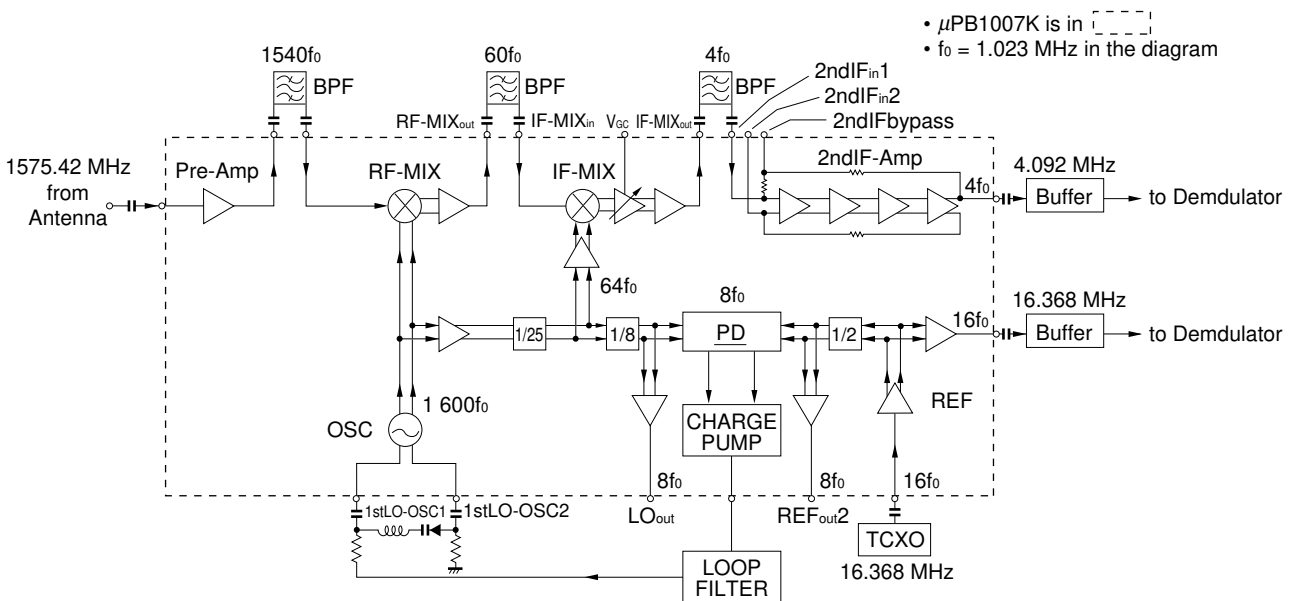 • µPB1007K is in
• f0 = 1.023 MHz in the diagram
1540f0
BPF
60f0
BPF
4f0
BPF
2ndIFin1
2ndIFin2
2ndIFbypass
RF-MIXout
IF-MIXin
VGC
IF-MIXout
1575.42 MHz
from
Antenna
Pre-Amp
RF-MIX
IF-MIX
2ndIF-Amp
4f0
4.092 MHz
Buffer
to Demdulator
64f0
8f0
1/25
1/8
PD
1/2
16f0
16.368 MHz
Buffer
to Demdulator
OSC
1 600f0
CHARGE
PUMP
REF
8f0
8f0
16f0
1stLO-OSC1
1stLO-OSC2
LOout
REFout2
LOOP
FILTER
TCXO
16.368 MHz